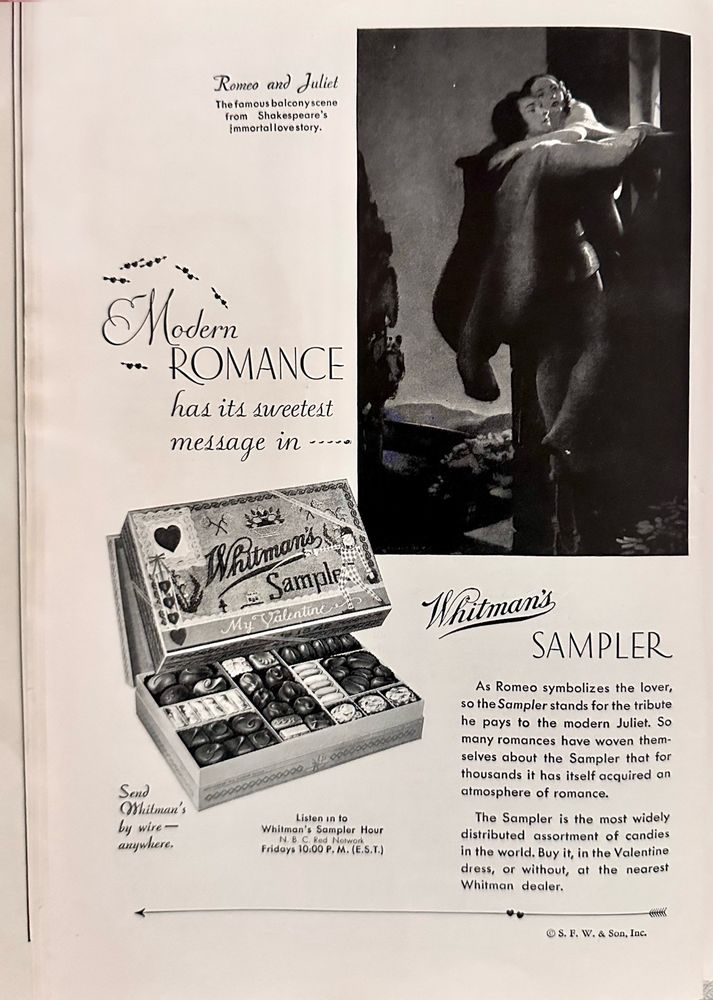 Romeo and Juliet
The famous balcony scene
from Shakespeare's
immortal love story.
Modern
ROMANCE
has its sweetest
message in -----
Whitman's
Sampler
My Valentine
Whitman's
SAMPLER
As Romeo symbolizes the lover,
so the Sampler stands for the tribute
he pays to the modern Juliet. So
many romances have woven them-
selves about the Sampler that for
thousands it has itself acquired an
atmosphere of romance.
The Sampler is the most widely
distributed assortment of candies
in the world. Buy it, in the Valentine
dress, or without, at the nearest
Whitman dealer.
Send
Whitman's
by wire—
anywhere.
Listen in to
Whitman's Sampler Hour
N. B. C. Red Network
Fridays 10:00 P. M. (E.S.T.)
© S. F. W. & Son, Inc.